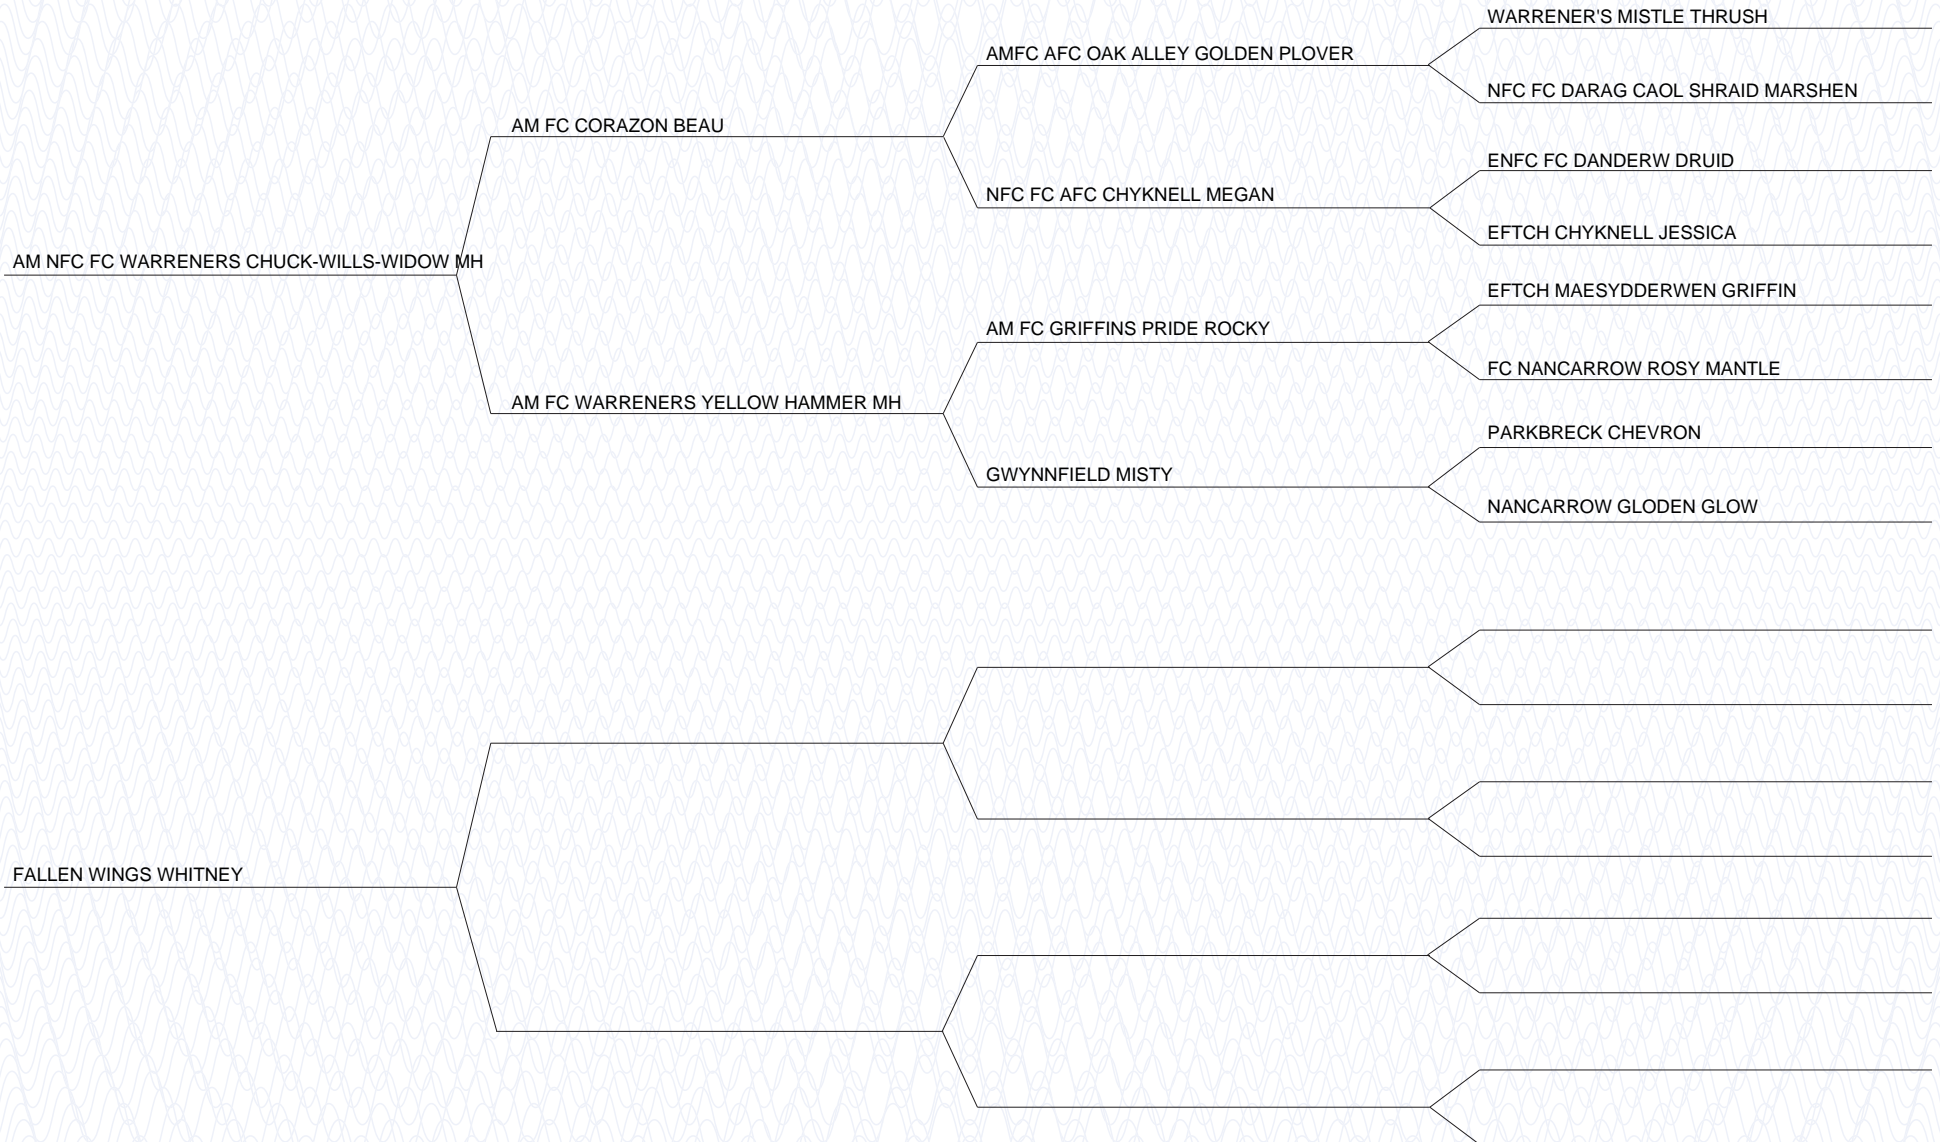 WARRENER'S MISTLE THRUSH
AMFC AFC OAK ALLEY GOLDEN PLOVER
NFC FC DARAG CAOL SHRAID MARSHEN
AM FC CORAZON BEAU
ENFC FC DANDERW DRUID
NFC FC AFC CHYKNELL MEGAN
EFTCH CHYKNELL JESSICA
AM NFC FC WARRENERS CHUCK-WILLS-WIDOW MH
EFTCH MAESYDDERWEN GRIFFIN
AM FC GRIFFINS PRIDE ROCKY
FC NANCARROW ROSY MANTLE
AM FC WARRENERS YELLOW HAMMER MH
PARKBRECK CHEVRON
GWYNNFIELD MISTY
NANCARROW GLODEN GLOW
FALLEN WINGS WHITNEY